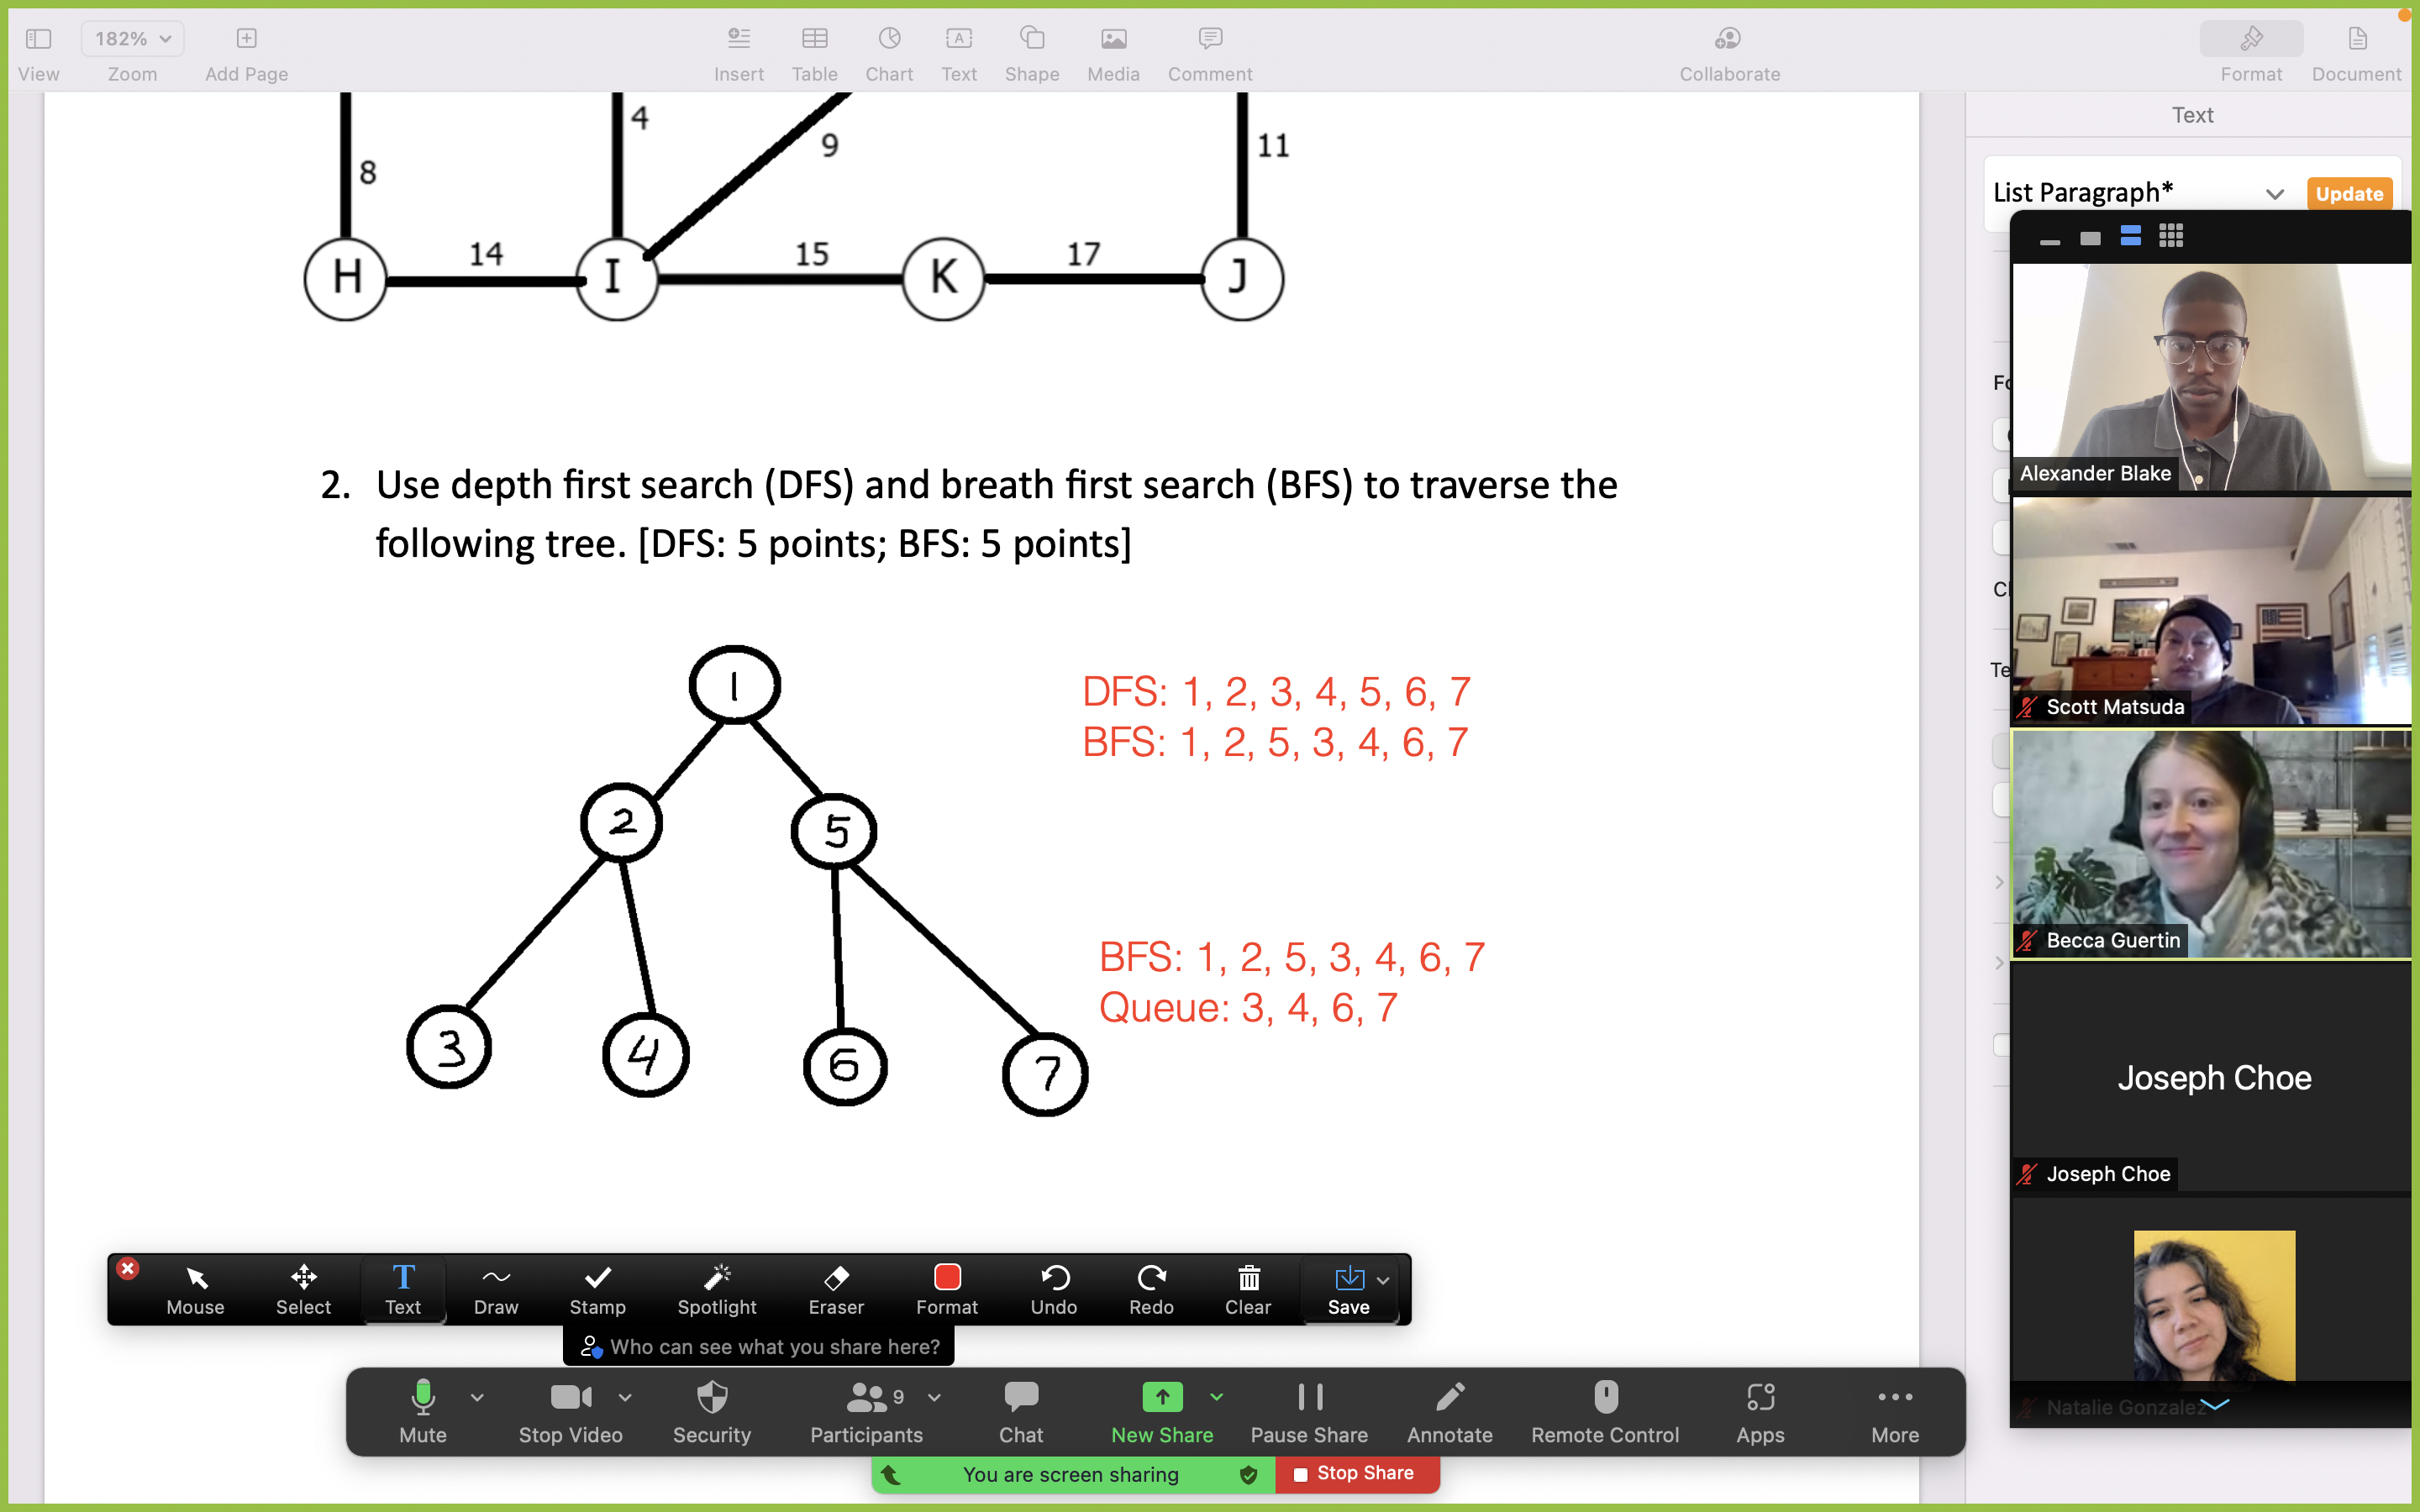 182%
View
Zoom
Add Page
Insert
Table
Chart
Text
Shape
Media
Comment
Collaborate
Format
Document
4
9
11
8
14
15
17
H
I
K
J
2. Use depth first search (DFS) and breath first search (BFS) to traverse the
following tree. [DFS: 5 points; BFS: 5 points]
1
2
5
3
4
6
7
DFS: 1, 2, 3, 4, 5, 6, 7
BFS: 1, 2, 5, 3, 4, 6, 7
BFS: 1, 2, 5, 3, 4, 6, 7
Queue: 3, 4, 6, 7
Text
List Paragraph*
Update
Alexander Blake
Scott Matsuda
Becca Guertin
Joseph Choe
Joseph Choe
Natalie Gonzalez
Mouse
Select
Text
Draw
Stamp
Spotlight
Eraser
Format
Undo
Redo
Clear
Save
Who can see what you share here?
Mute
Stop Video
Security
9
Participants
Chat
New Share
Pause Share
Annotate
Remote Control
Apps
More
You are screen sharing
Stop Share